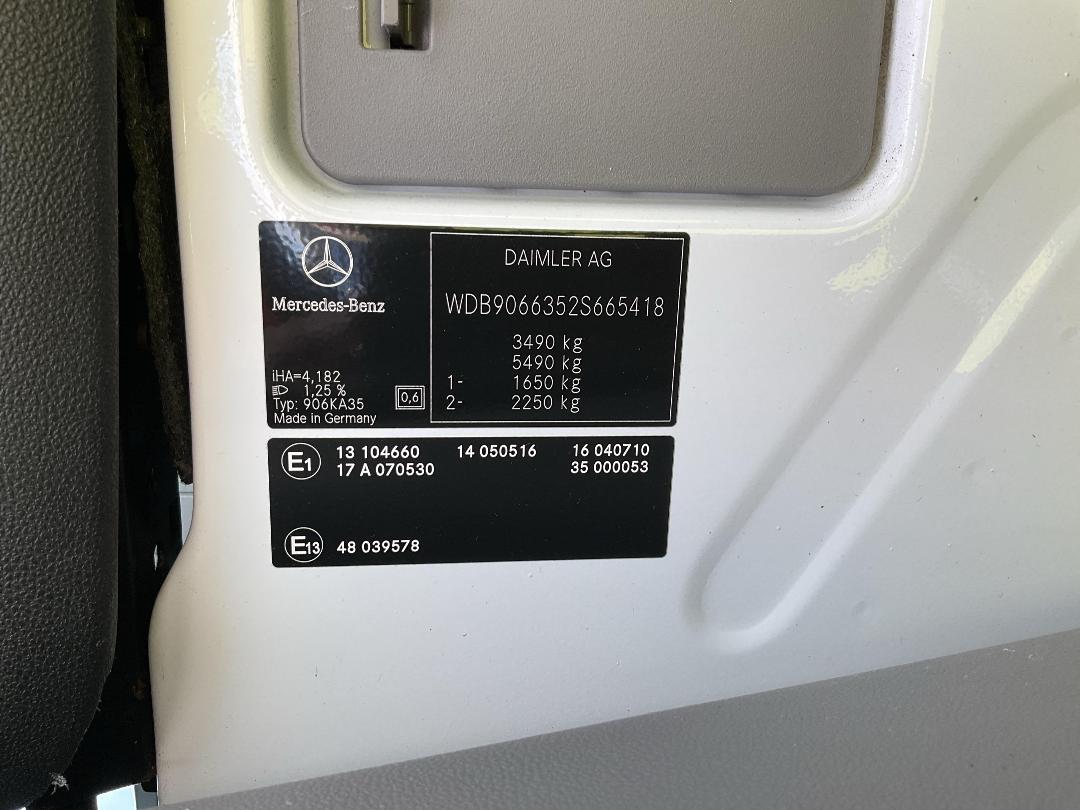 Mercedes-Benz
iHA=4,182
1,25 %
Typ: 906KA35
Made in Germany
0,6
DAIMLER AG
WDB9066352S665418
3490 kg
5490 kg
1- 1650 kg
2- 2250 kg
E1 13 104660 14 050516 16 040710
17 A 070530 35 000053
E13 48 039578